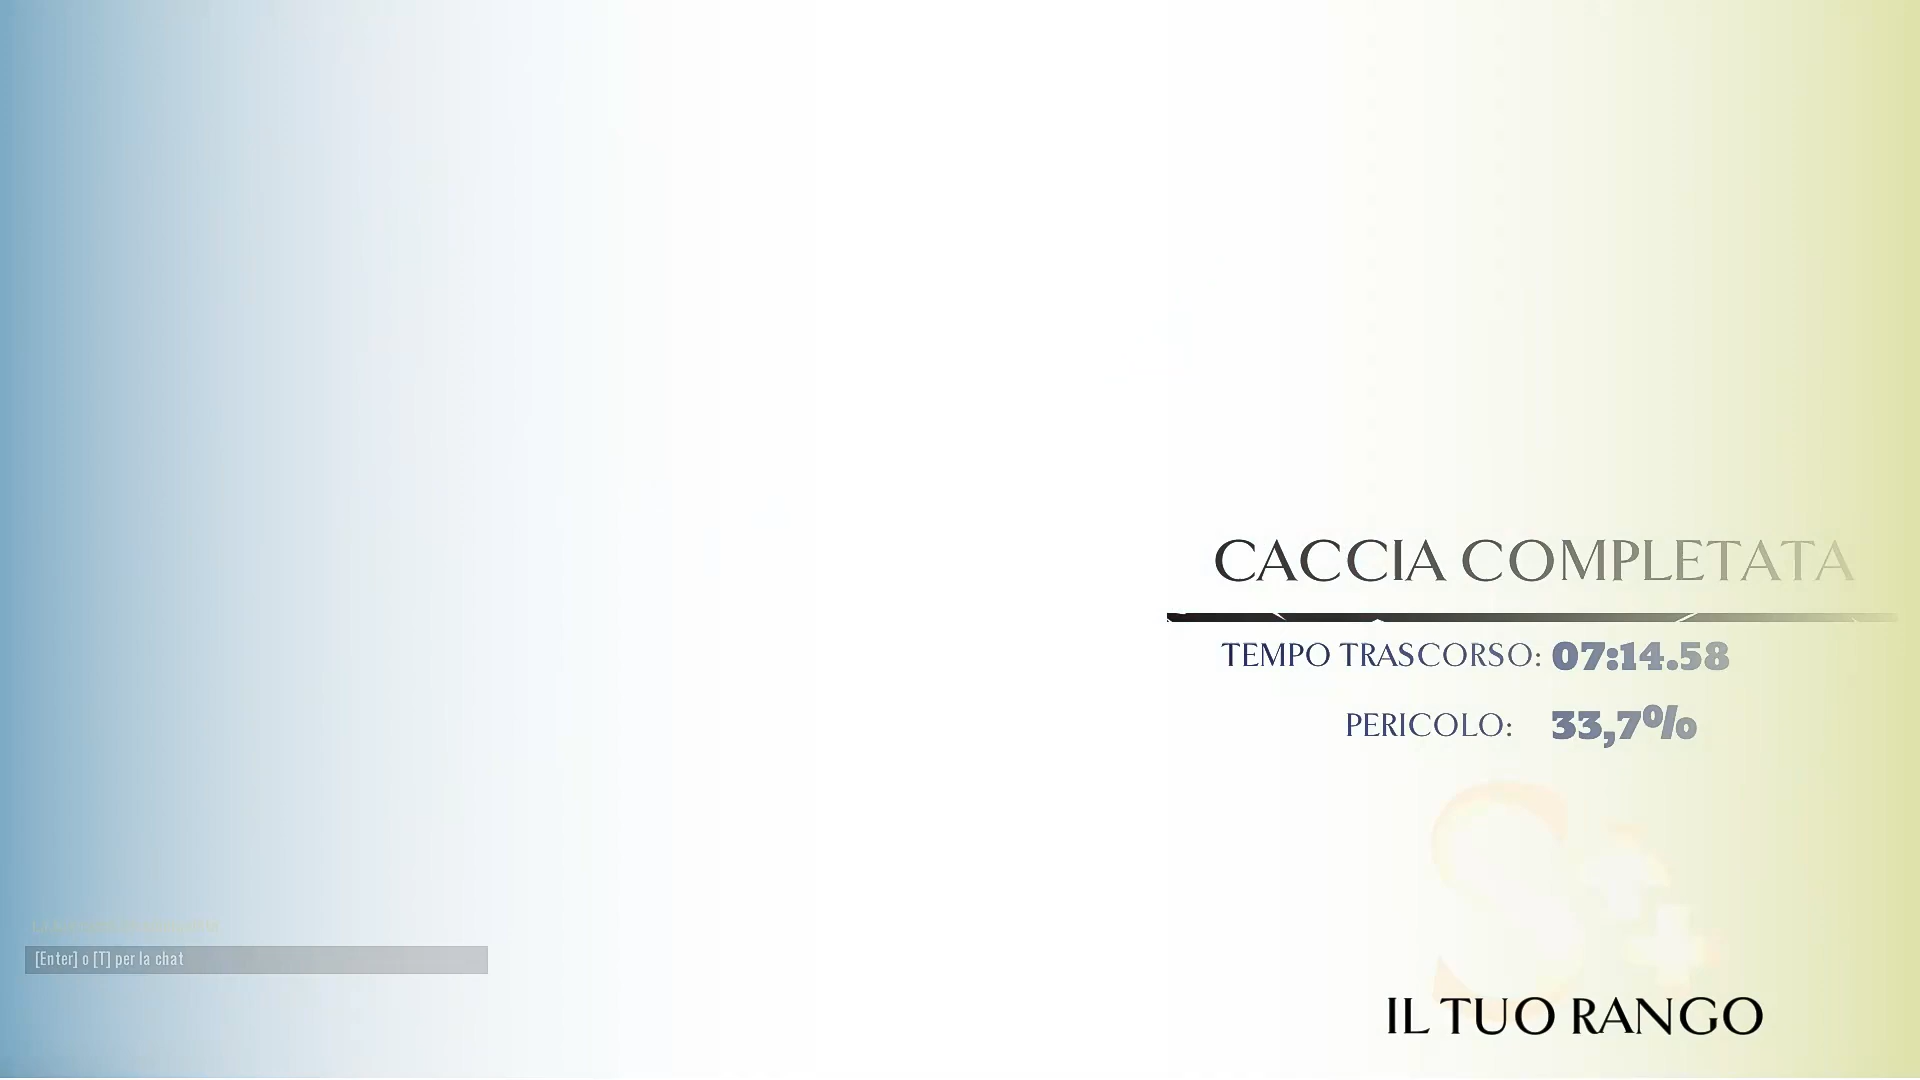 CACCIA COMPLETATA
TEMPO TRASCORSO: 07:14.58
PERICOLO: 33,7%
S++
[Enter] o [T] per la chat
IL TUO RANGO